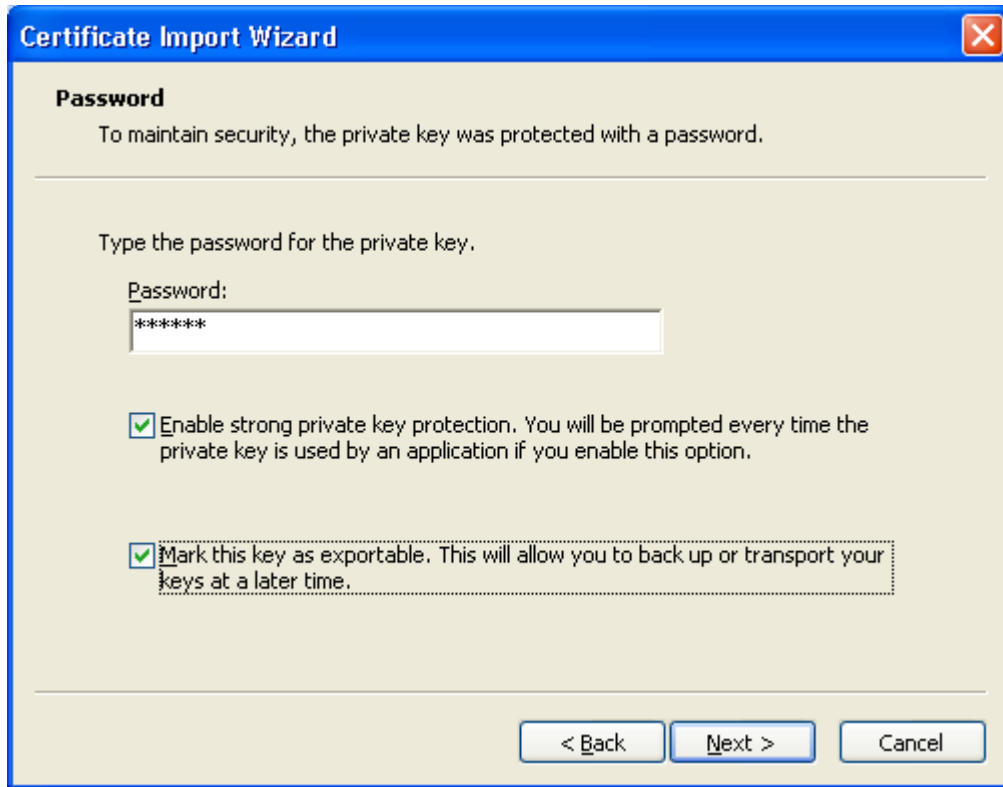 Certificate Import Wizard
Password
To maintain security, the private key was protected with a password.
Type the password for the private key.
Password:
******
Enable strong private key protection. You will be prompted every time the
private key is used by an application if you enable this option.
Mark this key as exportable. This will allow you to back up or transport your
keys at a later time.
< Back
Next >
Cancel